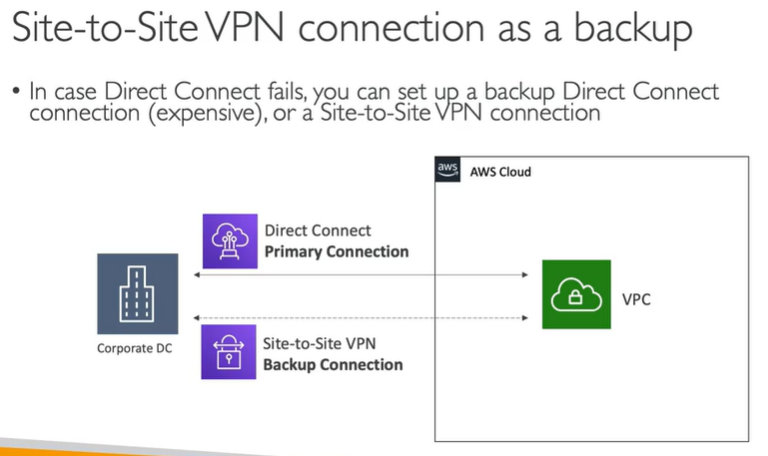 Site-to-Site VPN connection as a backup
• In case Direct Connect fails, you can set up a backup Direct Connect
connection (expensive), or a Site-to-Site VPN connection
aws
AWS Cloud
Direct Connect
Primary Connection
VPC
Corporate DC
Site-to-Site VPN
Backup Connection